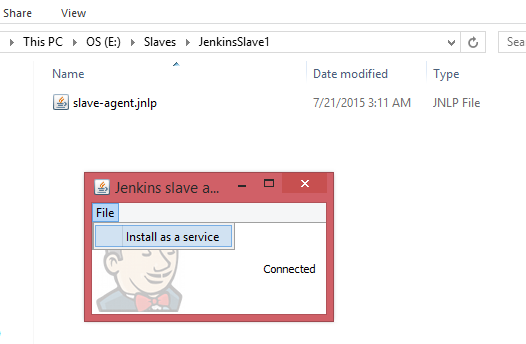 Share View
This PC OS (E:) Slaves JenkinsSlave1 Sea
Name Date modified Type
slave-agent.jnlp 7/21/2015 3:11 AM JNLP File
Jenkins slave a...
File
Install as a service
Connected